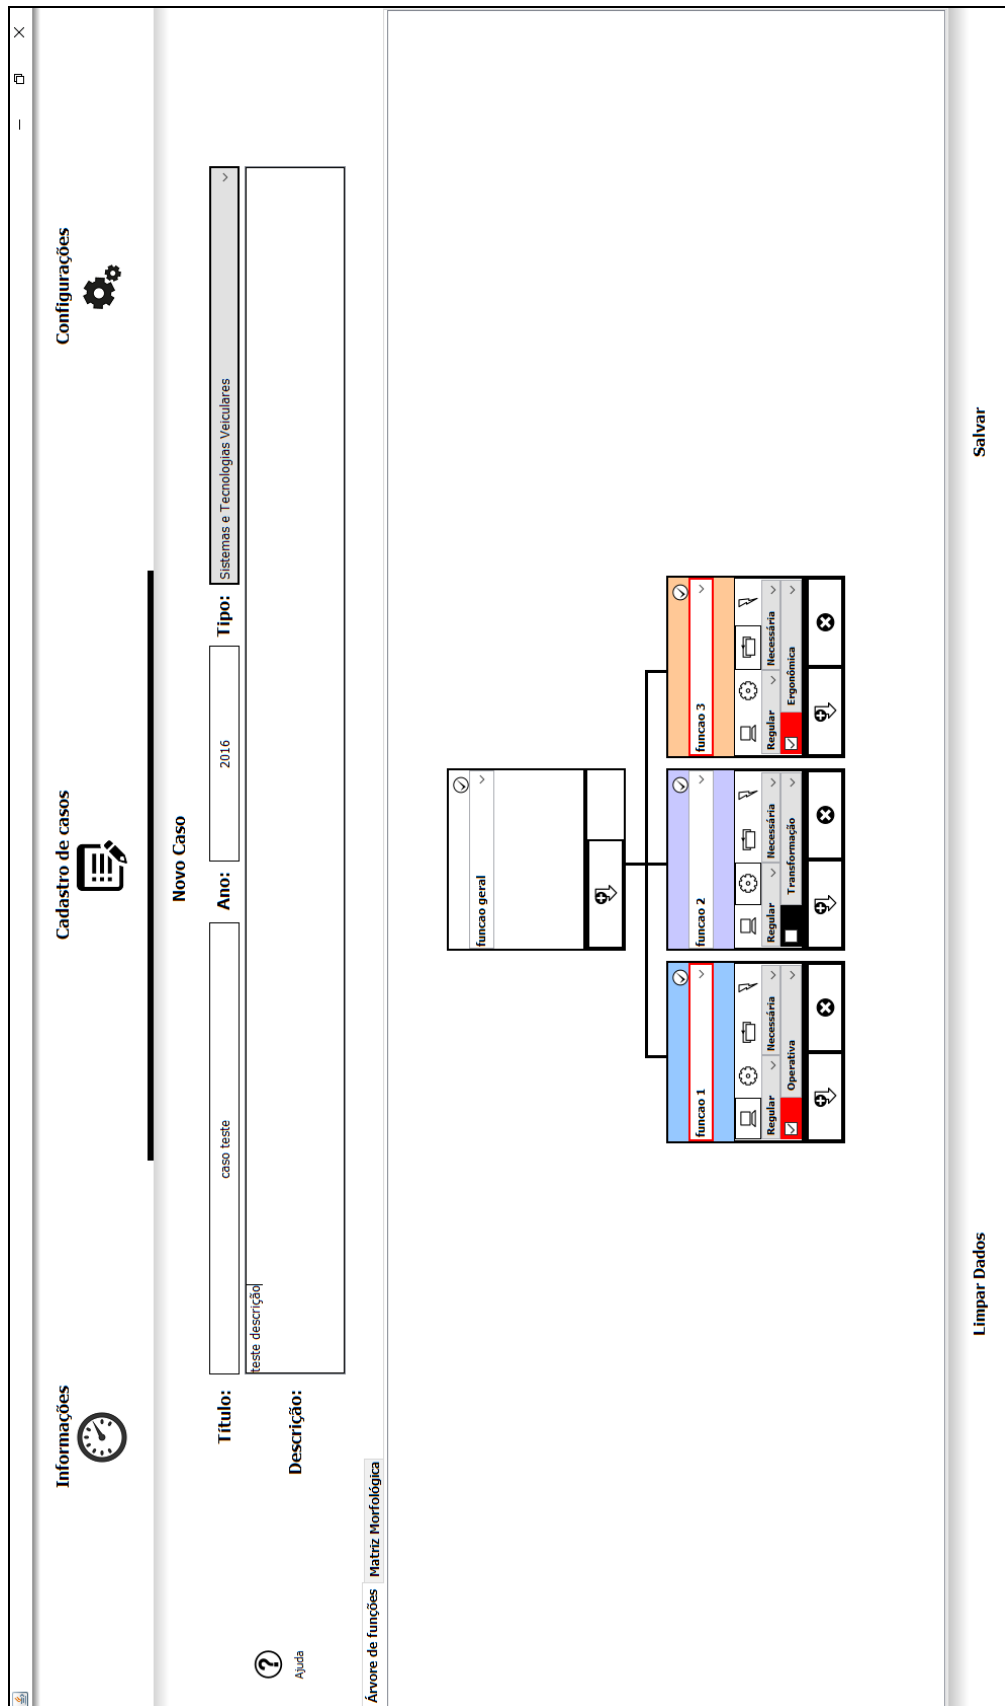 Informações Cadastro de casos Configurações
Novo Caso
Título: caso teste Ano: 2016 Tipo: Sistemas e Tecnologias Veiculares
Descrição: teste descrição
Ajuda
Árvore de funções Matriz Morfológica
funcao geral
funcao 1 funcao 2 funcao 3
Regular Necessária Regular Necessária Regular Necessária
Operativa Transformação Ergonômica
Limpar Dados Salvar